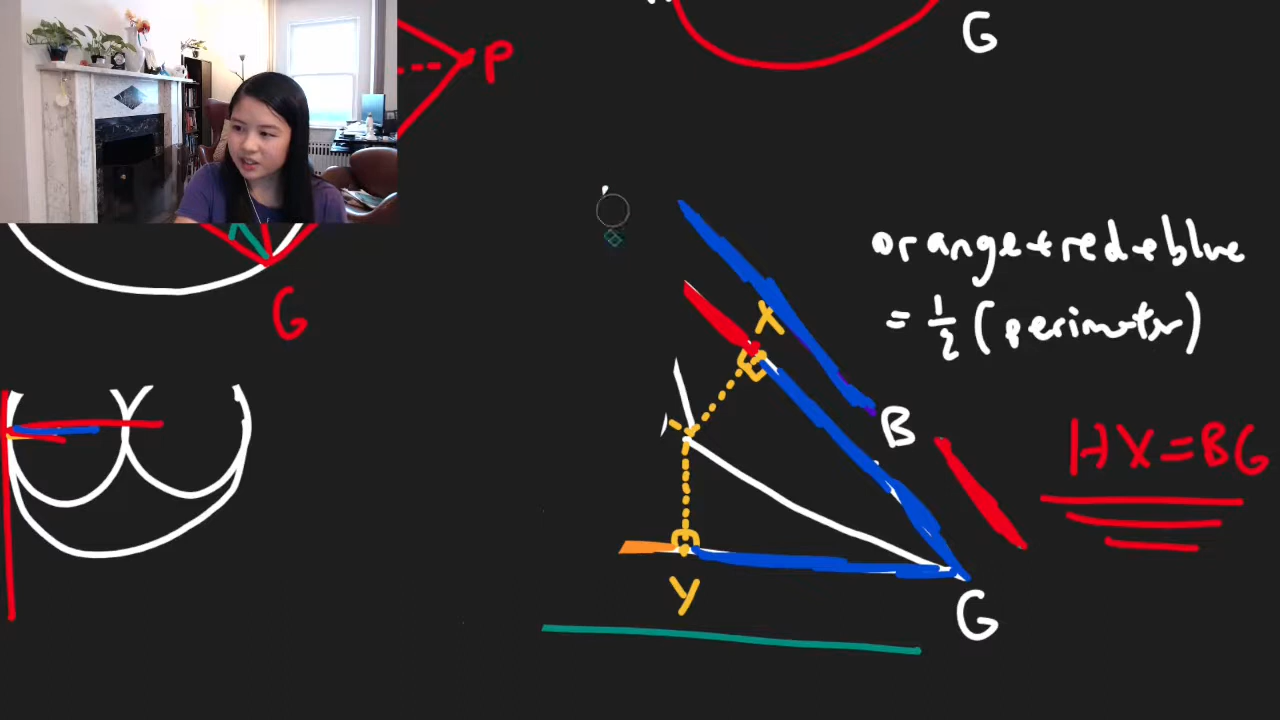 P
G
G
orange+red+blue
= 1/2 (perimeter)
X
B
HX=BG
Y
G